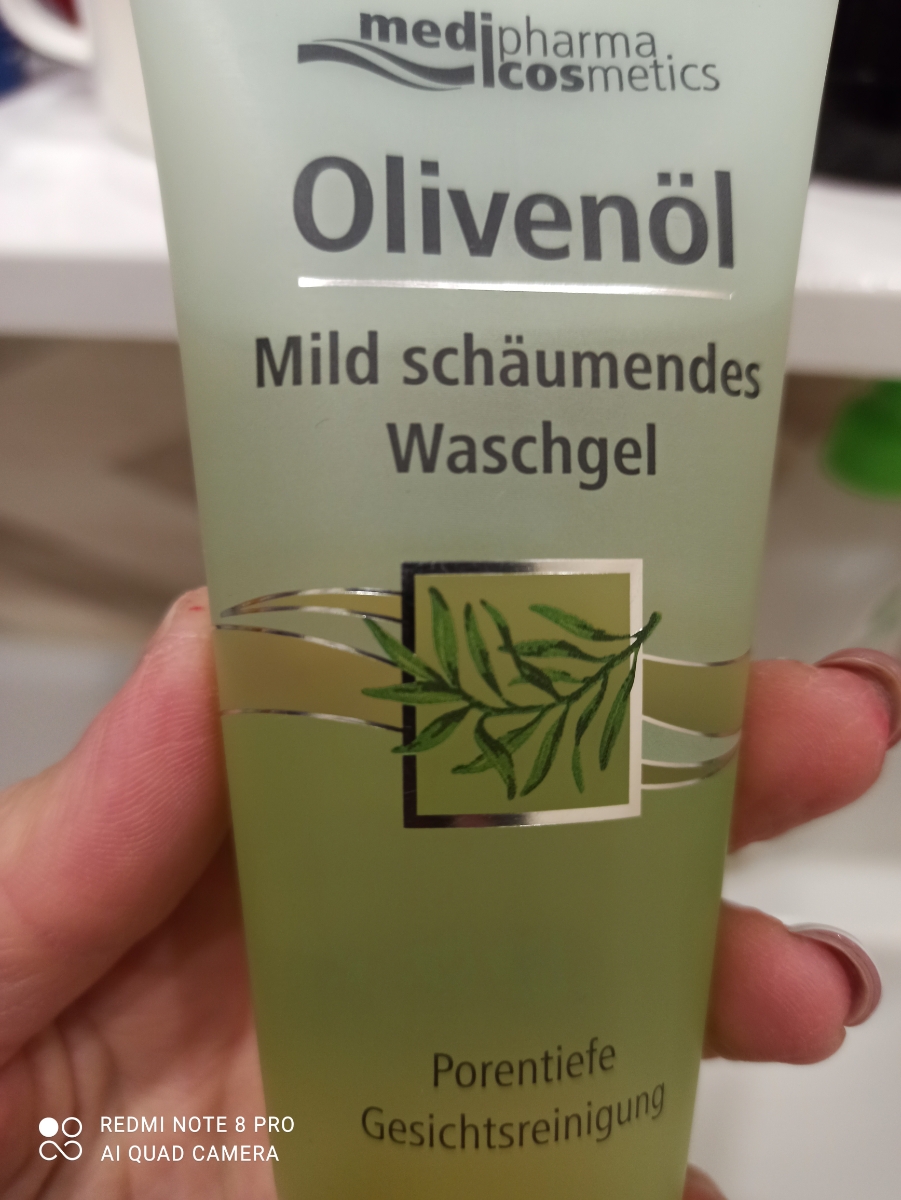 medipharma
cosmetics
Olivenöl
Mild schäumendes
Waschgel
Porentiefe
Gesichtsreinigung
REDMI NOTE 8 PRO
AI QUAD CAMERA